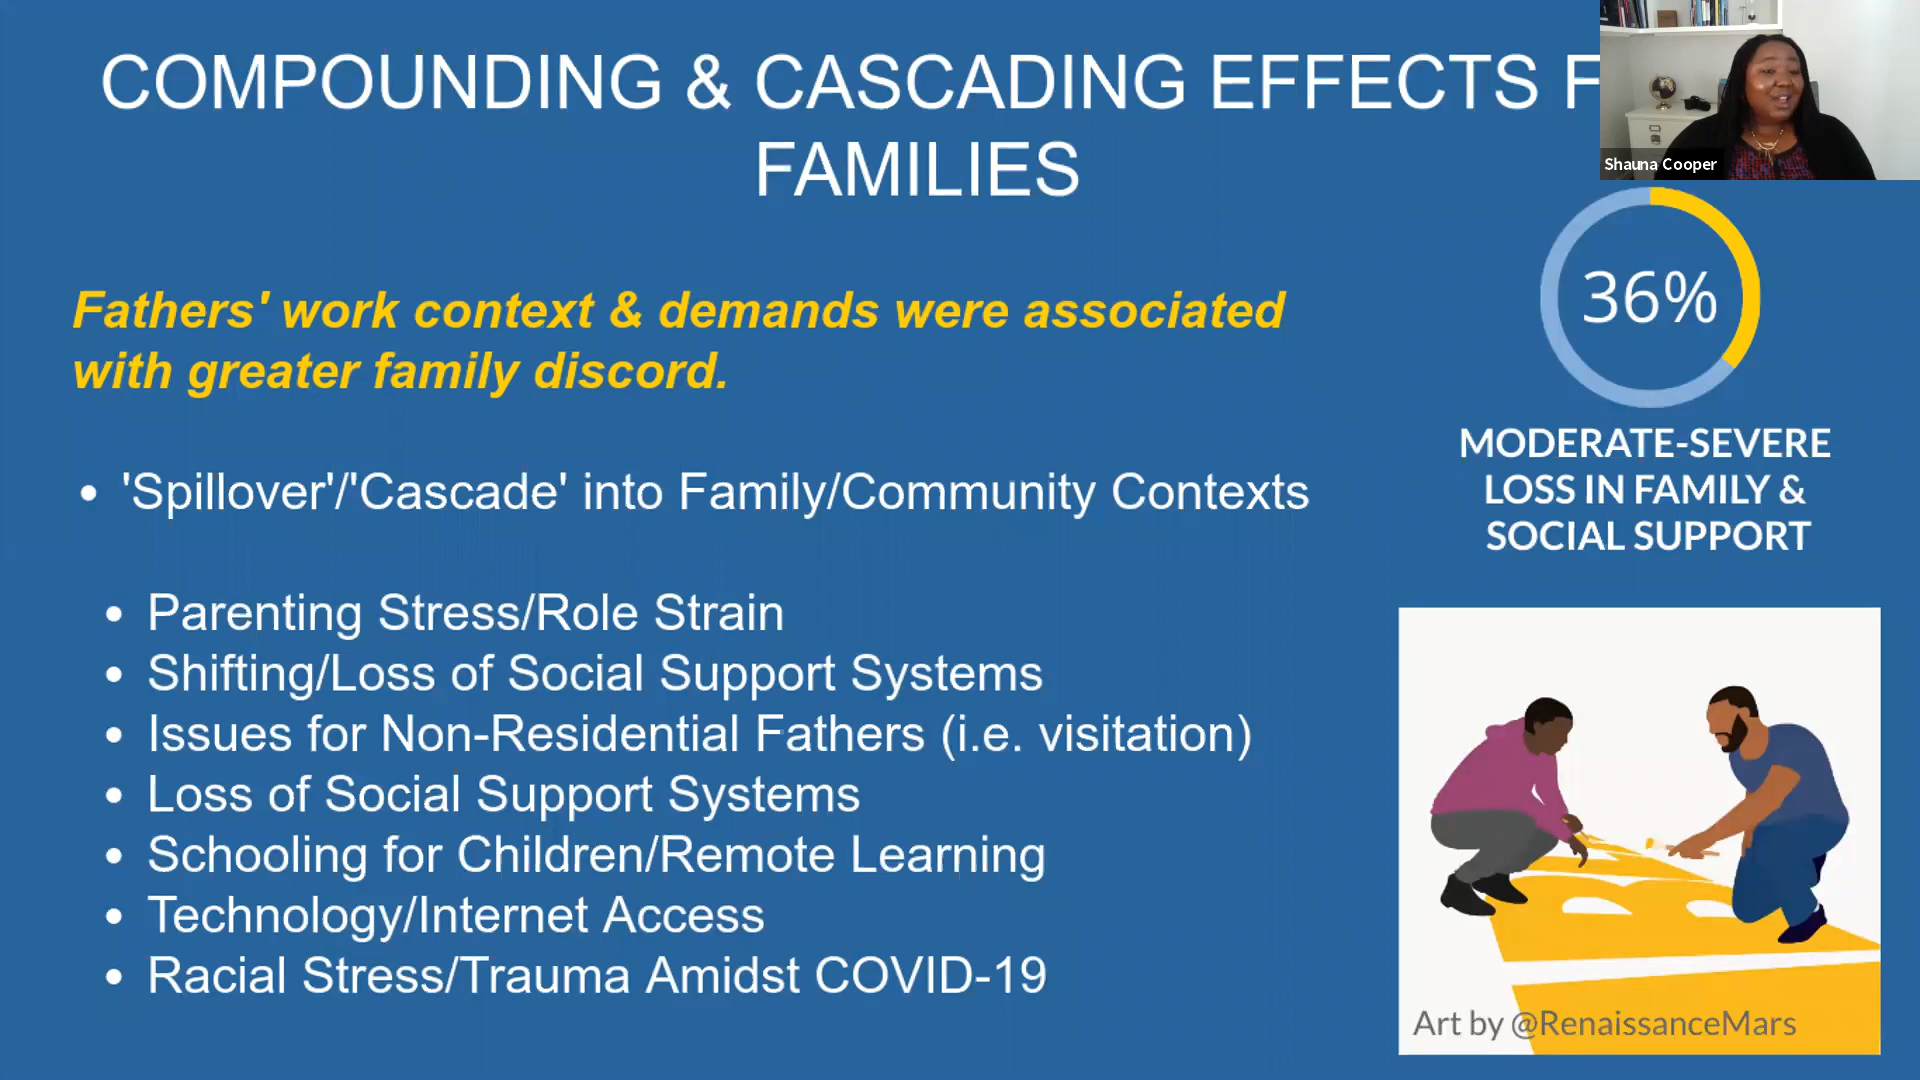 COMPOUNDING & CASCADING EFFECTS F
FAMILIES
Shauna Cooper
Fathers' work context & demands were associated
with greater family discord.
36%
MODERATE-SEVERE
LOSS IN FAMILY &
SOCIAL SUPPORT
• 'Spillover'/'Cascade' into Family/Community Contexts
• Parenting Stress/Role Strain
• Shifting/Loss of Social Support Systems
• Issues for Non-Residential Fathers (i.e. visitation)
• Loss of Social Support Systems
• Schooling for Children/Remote Learning
• Technology/Internet Access
• Racial Stress/Trauma Amidst COVID-19
Art by @RenaissanceMars